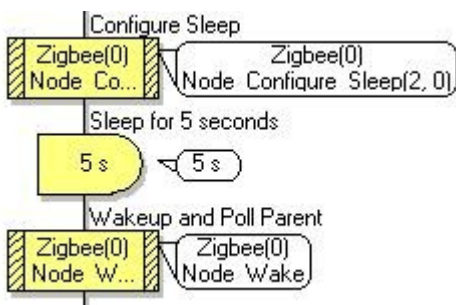 Configure Sleep
Zigbee(0)
Node Co...
Zigbee(0)
Node Configure Sleep(2, 0)
Sleep for 5 seconds
5 s
5 s
Wakeup and Poll Parent
Zigbee(0)
Node W...
Zigbee(0)
Node Wake